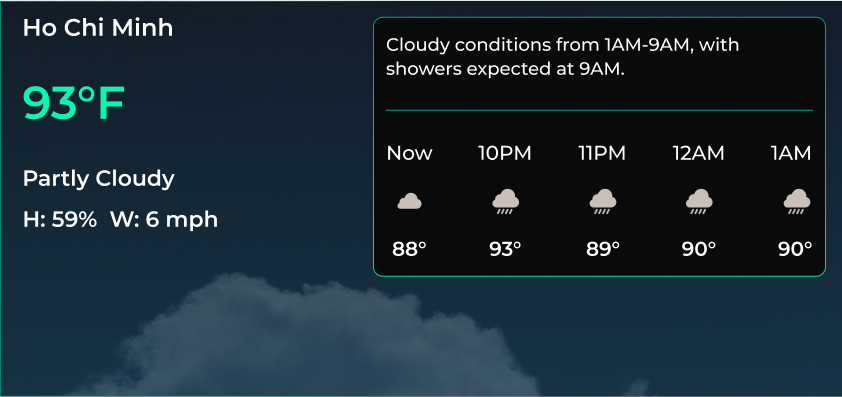 Ho Chi Minh
93°F
Partly Cloudy
H: 59% W: 6 mph
Cloudy conditions from 1AM-9AM, with
showers expected at 9AM.
Now 10PM 11PM 12AM 1AM
88° 93° 89° 90° 90°